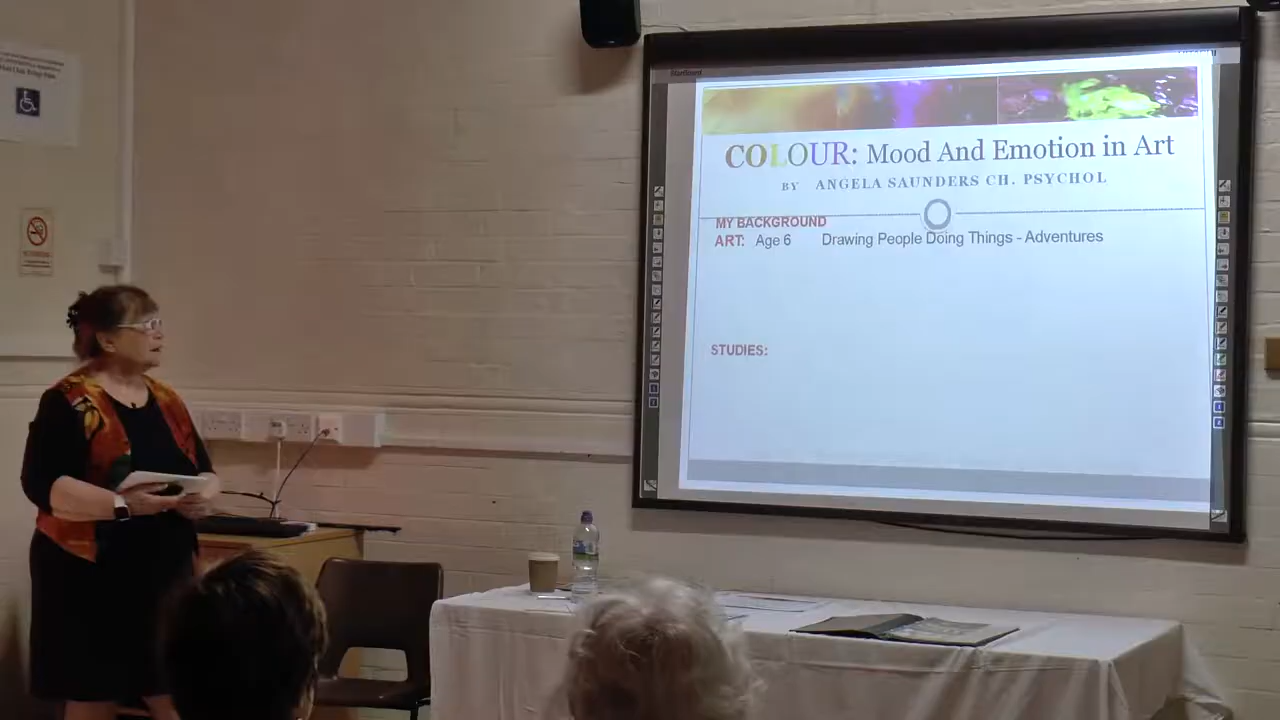 COLOUR: Mood And Emotion in Art
BY ANGELA SAUNDERS CH. PSYCHOL
MY BACKGROUND
ART: Age 6 Drawing People Doing Things - Adventures
STUDIES: